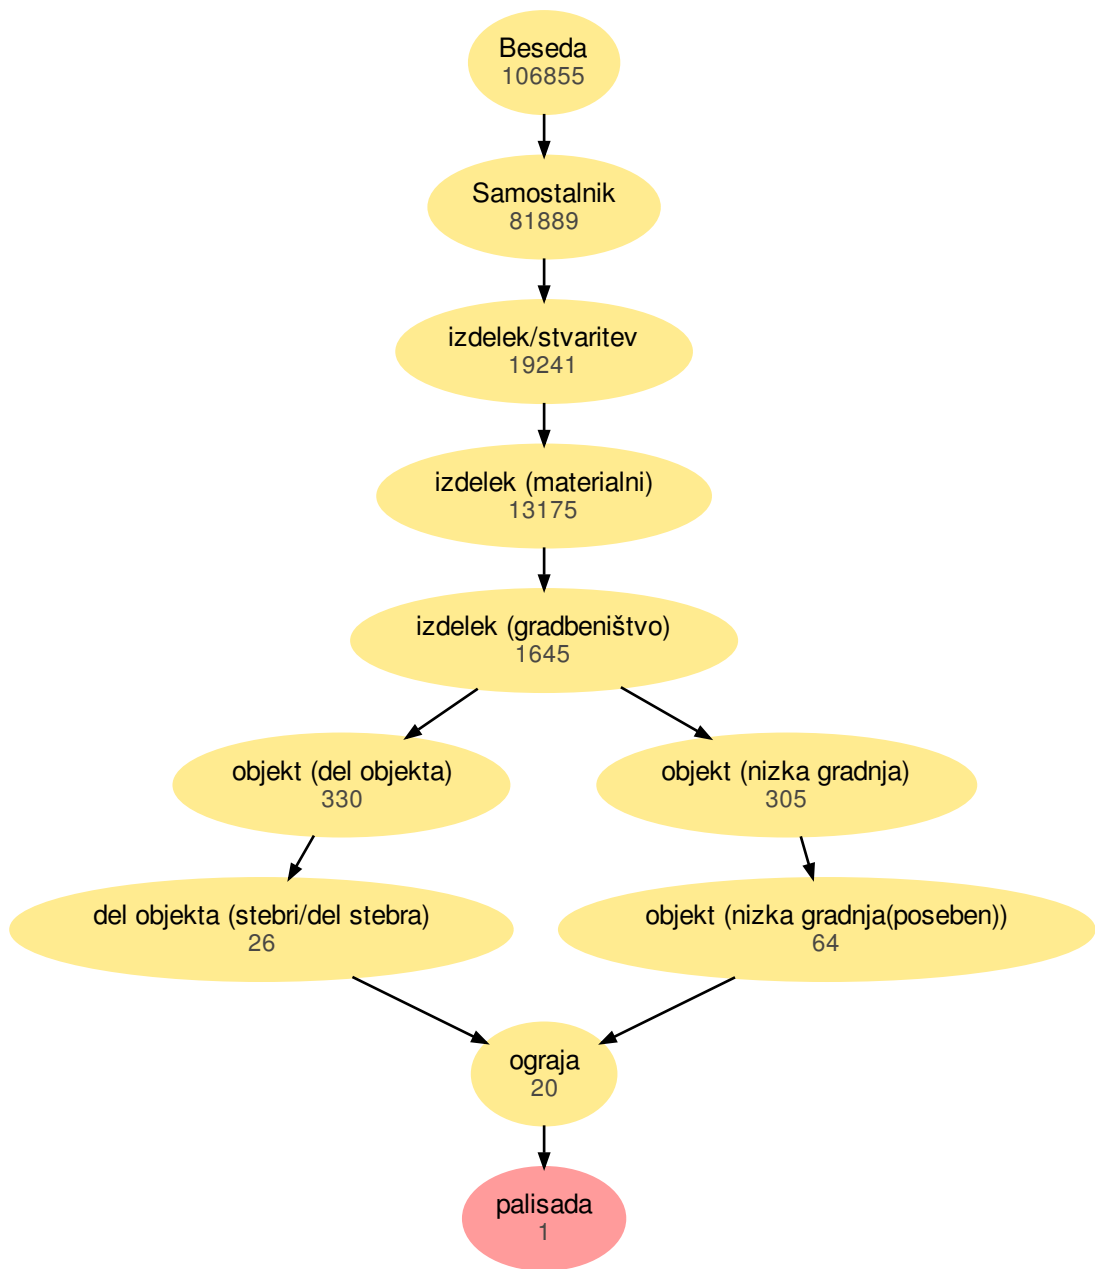 Beseda
106855
Samostalnik
81889
izdelek/stvaritev
19241
izdelek (materialni)
13175
izdelek (gradbeništvo)
1645
objekt (del objekta)
330
objekt (nizka gradnja)
305
del objekta (stebri/del stebra)
26
objekt (nizka gradnja(poseben))
64
ograja
20
palisada
1